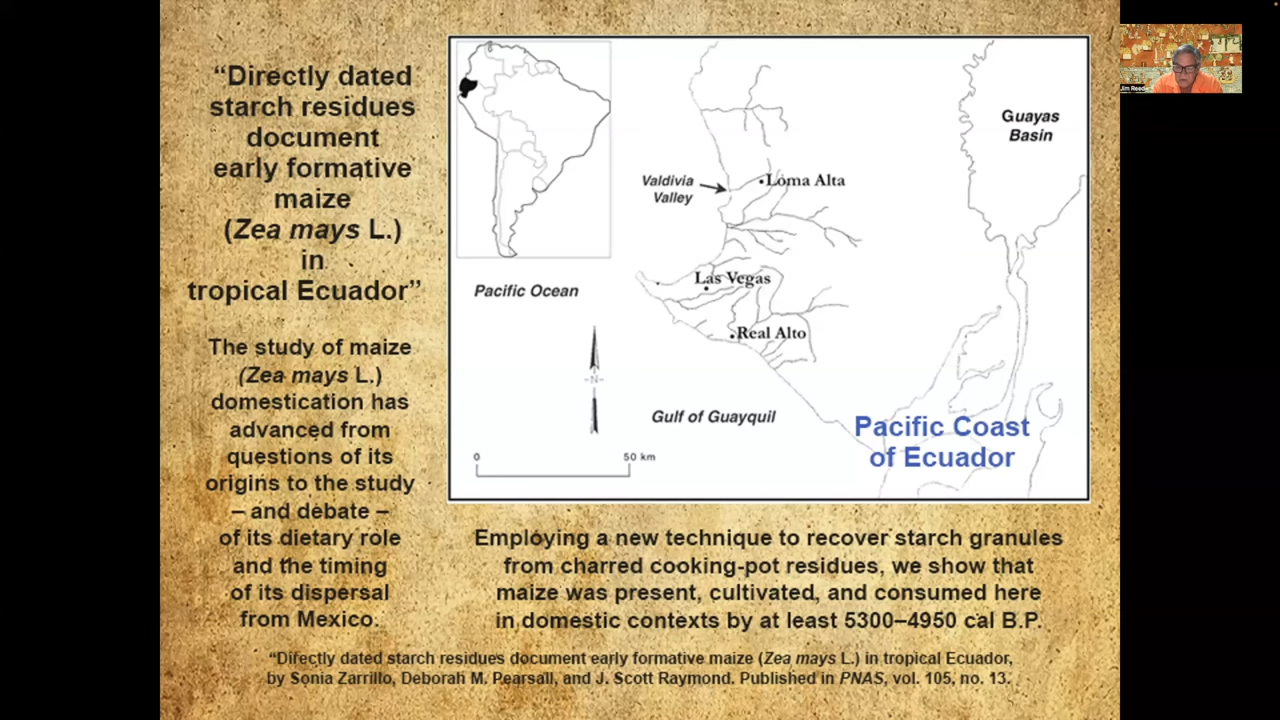 “Directly dated
starch residues
document
early formative
maize
(Zea mays L.)
in
tropical Ecuador”
The study of maize
(Zea mays L.)
domestication has
advanced from
questions of its
origins to the study
– and debate –
of its dietary role
and the timing
of its dispersal
from Mexico.
Guayas
Basin
Valdivia
Valley
Loma Alta
Las Vegas
Pacific Ocean
Real Alto
N
Gulf of Guayquil
Pacific Coast
of Ecuador
0
50 km
Employing a new technique to recover starch granules
from charred cooking-pot residues, we show that
maize was present, cultivated, and consumed here
in domestic contexts by at least 5300–4950 cal B.P.
“Directly dated starch residues document early formative maize (Zea mays L.) in tropical Ecuador,
by Sonia Zarrillo, Deborah M. Pearsall, and J. Scott Raymond. Published in PNAS, vol. 105, no. 13.
Jim Reede